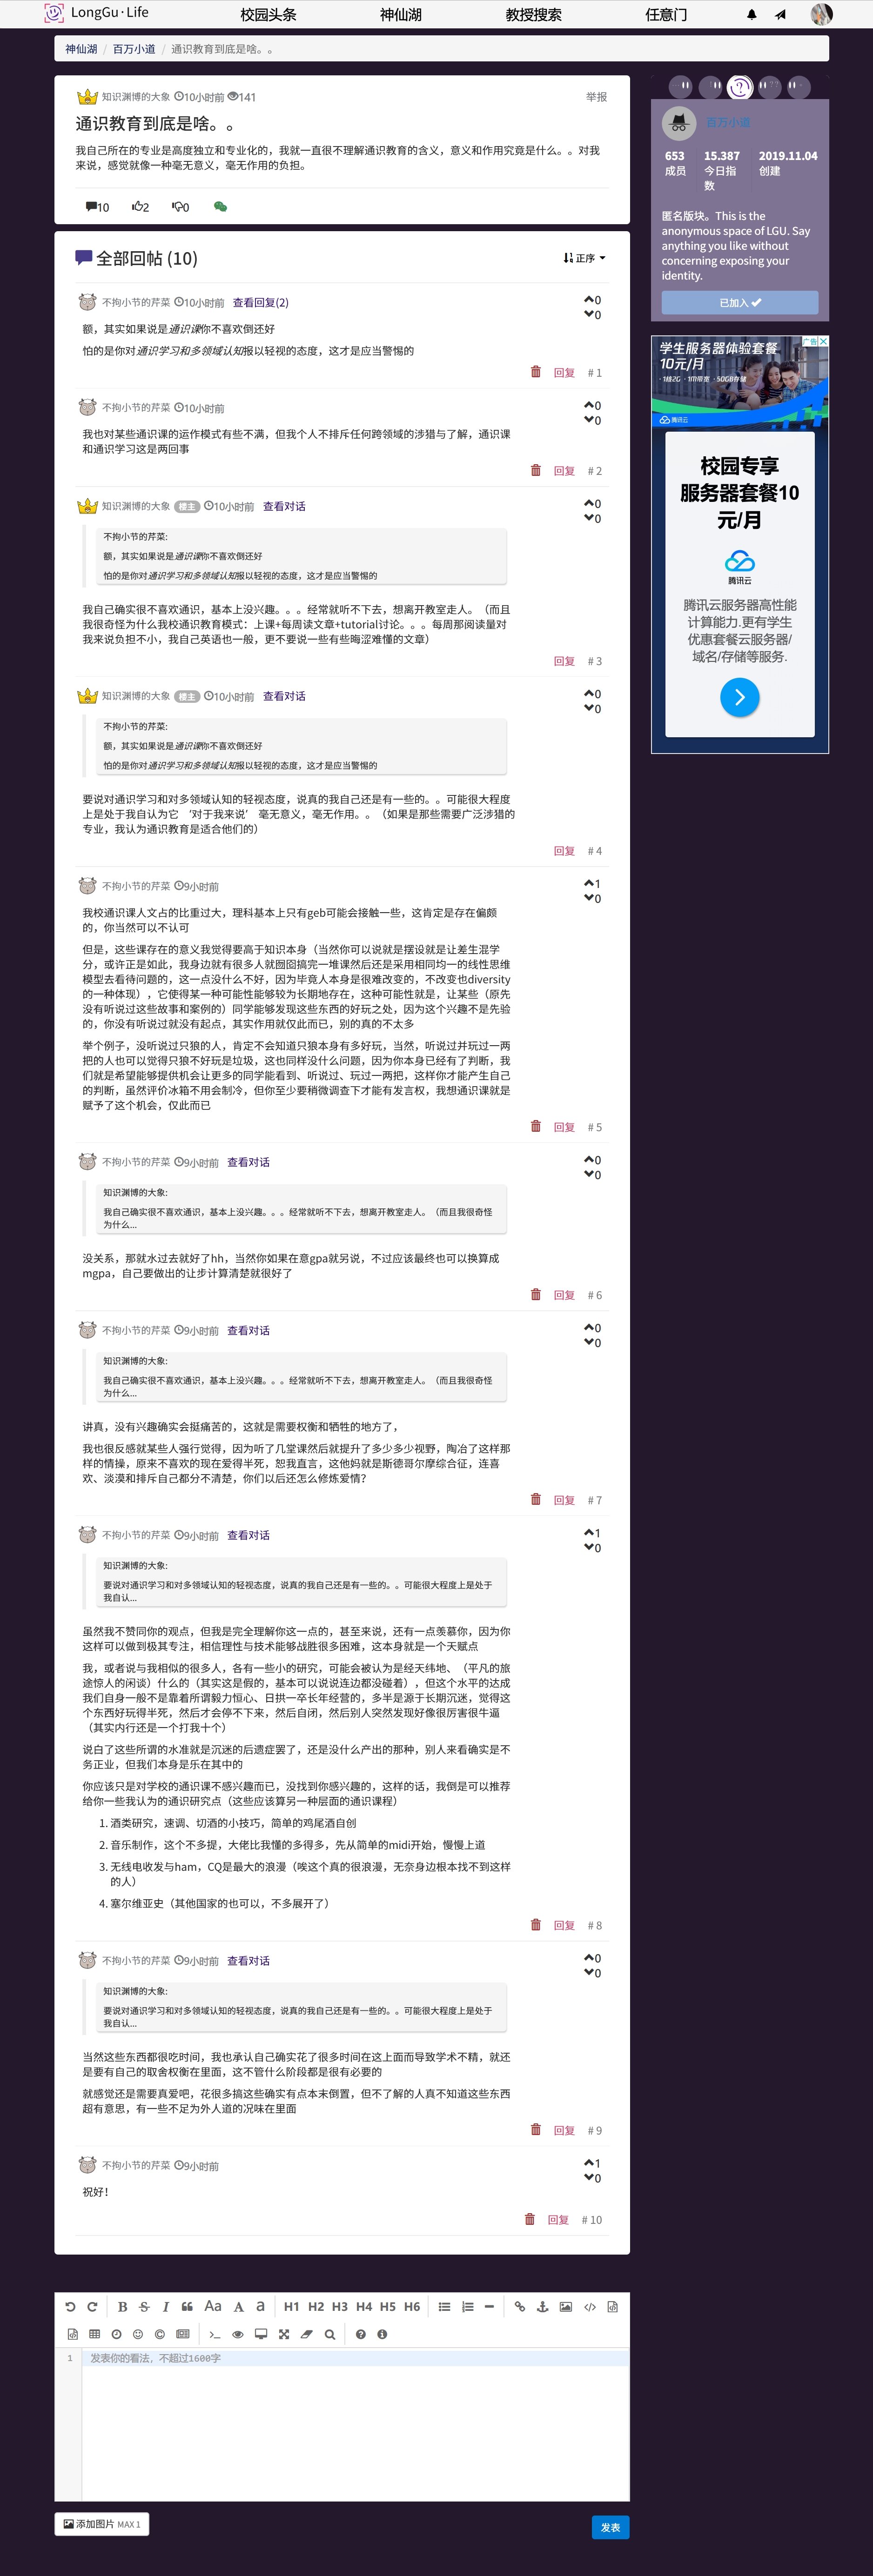 LongGu·Life
校园头条
神仙湖
教授搜索
任意门
神仙湖 / 百万小道 / 通识教育到底是啥。。
知识渊博的大象 10小时前 141
举报
通识教育到底是啥。。
我自己所在的专业是高度独立和专业化的，我就一直很不理解通识教育的含义，意义和作用究竟是什么。。对我
来说，感觉就像一种毫无意义，毫无作用的负担。
10 2 0
全部回帖 (10)
正序
不拘小节的芹菜 10小时前 查看回复(2)
0
0
额，其实如果说是通识课你不喜欢倒还好
怕的是你对通识学习和多领域认知报以轻视的态度，这才是应当警惕的
回复 # 1
不拘小节的芹菜 10小时前
0
0
我也对某些通识课的运作模式有些不满，但我个人不排斥任何跨领域的涉猎与了解，通识课
和通识学习这是两回事
回复 # 2
知识渊博的大象 楼主 10小时前 查看对话
0
0
不拘小节的芹菜:
额，其实如果说是通识课你不喜欢倒还好
怕的是你对通识学习和多领域认知报以轻视的态度，这才是应当警惕的
我自己确实很不喜欢通识，基本上没兴趣。。。经常就听不下去，想离开教室走人。（而且
我很奇怪为什么我校通识教育模式：上课+每周读文章+tutorial讨论。。。每周那阅读量对
我来说负担不小，我自己英语也一般，更不要说一些有些晦涩难懂的文章）
回复 # 3
知识渊博的大象 楼主 10小时前 查看对话
0
0
不拘小节的芹菜:
额，其实如果说是通识课你不喜欢倒还好
怕的是你对通识学习和多领域认知报以轻视的态度，这才是应当警惕的
要说对通识学习和对多领域认知的轻视态度，说真的我自己还是有一些的。。可能很大程度
上是处于我自认为它 ‘对于我来说’ 毫无意义，毫无作用。。（如果是那些需要广泛涉猎的
专业，我认为通识教育是适合他们的）
回复 # 4
不拘小节的芹菜 9小时前
1
0
我校通识课人文占的比重过大，理科基本上只有geb可能会接触一些，这肯定是存在偏颇
的，你当然可以不认可
但是，这些课存在的意义我觉得要高于知识本身（当然你可以说就是摆设就是让差生混学
分，或许正是如此，我身边就有很多人就囫囵搞完一堆课然后还是采用相同均一的线性思维
模型去看待问题的，这一点没什么不好，因为毕竟人本身是很难改变的，不改变也diversity
的一种体现），它使得某一种可能性能够较为长期地存在，这种可能性就是，让某些（原先
没有听说过这些故事和案例的）同学能够发现这些东西的好玩之处，因为这个兴趣不是先验
的，你没有听说过就没有起点，其实作用就仅此而已，别的真的不太多
举个例子，没听说过只狼的人，肯定不会知道只狼本身有多好玩，当然，听说过并玩过一两
把的人也可以觉得只狼不好玩是垃圾，这也同样没什么问题，因为你本身已经有了判断，我
们就是希望能够提供机会让更多的同学能看到、听说过、玩过一两把，这样你才能产生自己
的判断，虽然评价冰箱不用会制冷，但你至少要稍微调查下才能有发言权，我想通识课就是
赋予了这个机会，仅此而已
回复 # 5
不拘小节的芹菜 9小时前 查看对话
0
0
知识渊博的大象:
我自己确实很不喜欢通识，基本上没兴趣。。。经常就听不下去，想离开教室走人。（而且我很奇怪
为什么...
没关系，那就水过去就好了hh，当然你如果在意gpa就另说，不过应该最终也可以换算成
mgpa，自己要做出的让步计算清楚就很好了
回复 # 6
不拘小节的芹菜 9小时前 查看对话
0
0
知识渊博的大象:
我自己确实很不喜欢通识，基本上没兴趣。。。经常就听不下去，想离开教室走人。（而且我很奇怪
为什么...
讲真，没有兴趣确实会挺痛苦的，这就是需要权衡和牺牲的地方了，
我也很反感就某些人强行觉得，因为听了几堂课然后就提升了多少多少视野，陶冶了这样那
样的情操，原来不喜欢的现在爱得半死，恕我直言，这他妈就是斯德哥尔摩综合征，连喜
欢、淡漠和排斥自己都分不清楚，你们以后还怎么修炼爱情？
回复 # 7
不拘小节的芹菜 9小时前 查看对话
1
0
知识渊博的大象:
要说对通识学习和对多领域认知的轻视态度，说真的我自己还是有一些的。。可能很大程度上是处于
我自认...
虽然我不赞同你的观点，但我是完全理解你这一点的，甚至来说，还有一点羡慕你，因为你
这样可以做到极其专注，相信理性与技术能够战胜很多困难，这本身就是一个天赋点
我，或者说与我相似的很多人，各有一些小的研究，可能会被认为是经天纬地、（平凡的旅
途惊人的闲谈）什么的（其实这是假的，基本可以说说连边都没碰着），但这个水平的达成
我们自身一般不是靠着所谓毅力恒心、日拱一卒长年经营的，多半是源于长期沉迷，觉得这
个东西好玩得半死，然后才会停不下来，然后自闭，然后别人突然发现好像很厉害很牛逼
（其实内行还是一个打我十个）
说白了这些所谓的水准就是沉迷的后遗症罢了，还是没什么产出的那种，别人来看确实是不
务正业，但我们本身是乐在其中的
你应该只是对学校的通识课不感兴趣而已，没找到你感兴趣的，这样的话，我倒是可以推荐
给你一些我认为的通识研究点（这些应该算另一种层面的通识课程）
1. 酒类研究，速调、切酒的小技巧，简单的鸡尾酒自创
2. 音乐制作，这个不多提，大佬比我懂的多得多，先从简单的midi开始，慢慢上道
3. 无线电收发与ham，CQ是最大的浪漫（唉这个真的很浪漫，无奈身边根本找不到这样
的人）
4. 塞尔维亚史（其他国家的也可以，不多展开了）
回复 # 8
不拘小节的芹菜 9小时前 查看对话
0
0
知识渊博的大象:
要说对通识学习和对多领域认知的轻视态度，说真的我自己还是有一些的。。可能很大程度上是处于
我自认...
当然这些东西都很吃时间，我也承认自己确实花了很多时间在这上面而导致学术不精，就还
是要有自己的取舍权衡在里面，这不管什么阶段都是很有必要的
就感觉还是需要真爱吧，花很多搞这些确实有点本末倒置，但不了解的人真不知道这些东西
超有意思，有一些不足为外人道的况味在里面
回复 # 9
不拘小节的芹菜 9小时前
1
0
祝好！
回复 # 10
B S I Aa A a H1 H2 H3 H4 H5 H6
1 发表你的看法，不超过1600字
添加图片 MAX 1
发表
百万小道
653 15.387 2019.11.04
成员 今日指 创建
数
匿名版块。This is the
anonymous space of LGU. Say
anything you like without
concerning exposing your
identity.
已加入
广告
学生服务器体验套餐
10元/月
· 1核2G · 1M带宽 · 50GB存储
腾讯云
校园专享
服务器套餐10
元/月
腾讯云
腾讯云服务器高性能
计算能力.更有学生
优惠套餐云服务器/
域名/存储等服务.